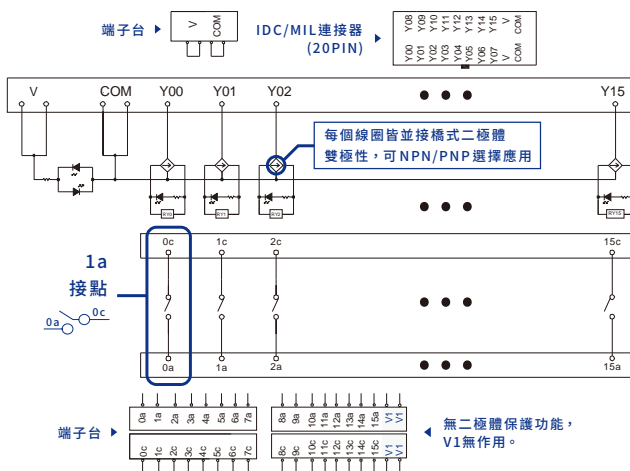 端子台
V
COM
IDC/MIL連接器
(20PIN)
Y08 Y09 Y10 Y11 Y12 Y13 Y14 Y15 V COM
Y00 Y01 Y02 Y03 Y04 Y05 Y06 Y07 V COM
V COM Y00 Y01 Y02 Y15
每個線圈皆並接橋式二極體
雙極性，可NPN/PNP選擇應用
RY0 RY1 RY2 RY15
0c 1c 2c 15c
1a
接點
0a 0c
0a 1a 2a 15a
端子台
0a 1a 2a 3a 4a 5a 6a 7a
0c 1c 2c 3c 4c 5c 6c 7c
8a 9a 10a 11a 12a 13a 14a 15a V1 V1
8c 9c 10c 11c 12c 13c 14c 15c V1 V1
無二極體保護功能，
V1無作用。